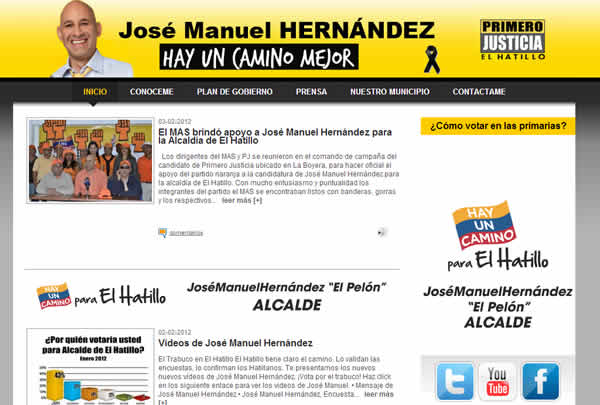 José Manuel HERNÁNDEZ
HAY UN CAMINO MEJOR
PRIMERO
JUSTICIA
EL HATILLO
INICIO CONOCEME PLAN DE GOBIERNO PRENSA NUESTRO MUNICIPIO CONTACTAME
03-02/2012
El MAS brindó apoyo a José Manuel Hernández para
la Alcaldía de El Hatillo
Los dirigentes del MAS y PJ se reunieron en el comando de campaña del
candidato de Primero Justicia ubicado en La Boyera, para hacer oficial el
apoyo del partido naranja a la candidatura de José Manuel Hernández para
la alcaldía de El Hatillo. Con mucho entusiasmo y puntualidad los
integrantes del partido el MAS se encontraban listos con banderas, gorras
y los respectivos... leer más [+]
comentarios
¿Cómo votar en las primarias?
HAY
UN
CAMINO
para El Hatillo
JoséManuelHernández "El Pelón"
ALCALDE
HAY
UN
CAMINO
para El Hatillo
JoséManuelHernández
"El Pelón"
ALCALDE
¿Por quién votaría usted
para Alcalde de El Hatillo?
Enero 2012
42%
02-02/2012
Videos de José Manuel Hernández
El Trabuco en El Hatillo El Hatillo tiene claro el camino. Lo validan las
encuestas, lo confirman los Hatillanos. Te presentamos los nuevos
nuevos videos de José Manuel Hernández, ¡Vota por el trabuco! Haz click
en los siguiente enlace para ver los videos de José Manuel. • Mensaje de
José Manuel Hernández • José Manuel Hernández, Encuesta... leer
más [+]
You
Tube